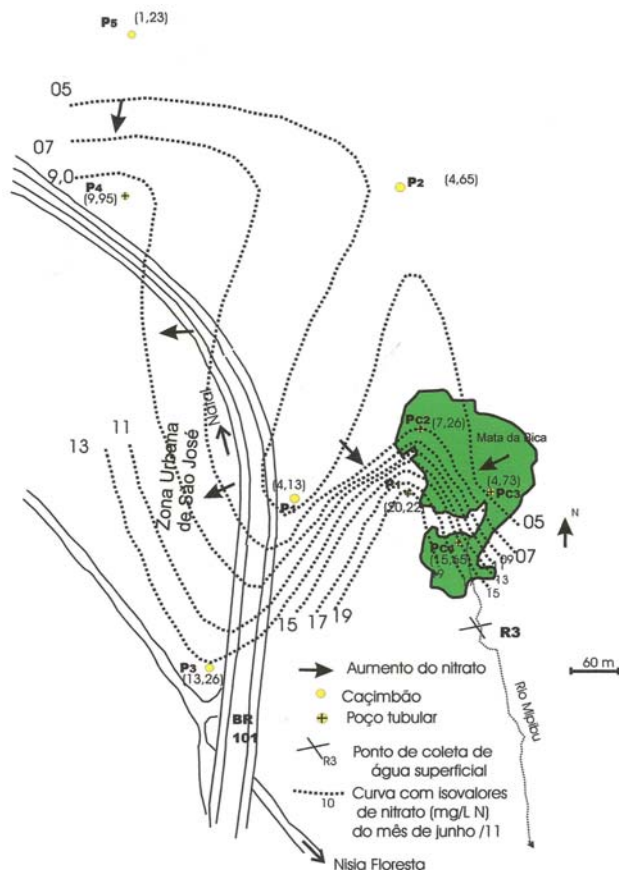 P5 (1,23)
05
07
9,0
P4
(9,95)
P2 (4,65)
Natal
Zona Urbana
de São José
13
11
PC2 (7,26)
Mata da Bica
(4,13)
P1
R1
(20,22)
(4,73)
PC3
05
N
07
09
PC4
(15,55)
9
13
15
15
17
19
R3
60 m
P3
(13,26)
BR
101
Rio Mipibu
Aumento do nitrato
Caçimbão
Poço tubular
R3
Ponto de coleta de
água superficial
10
Curva com isovalores
de nitrato (mg/L N)
do mês de junho /11
Nisia Floresta